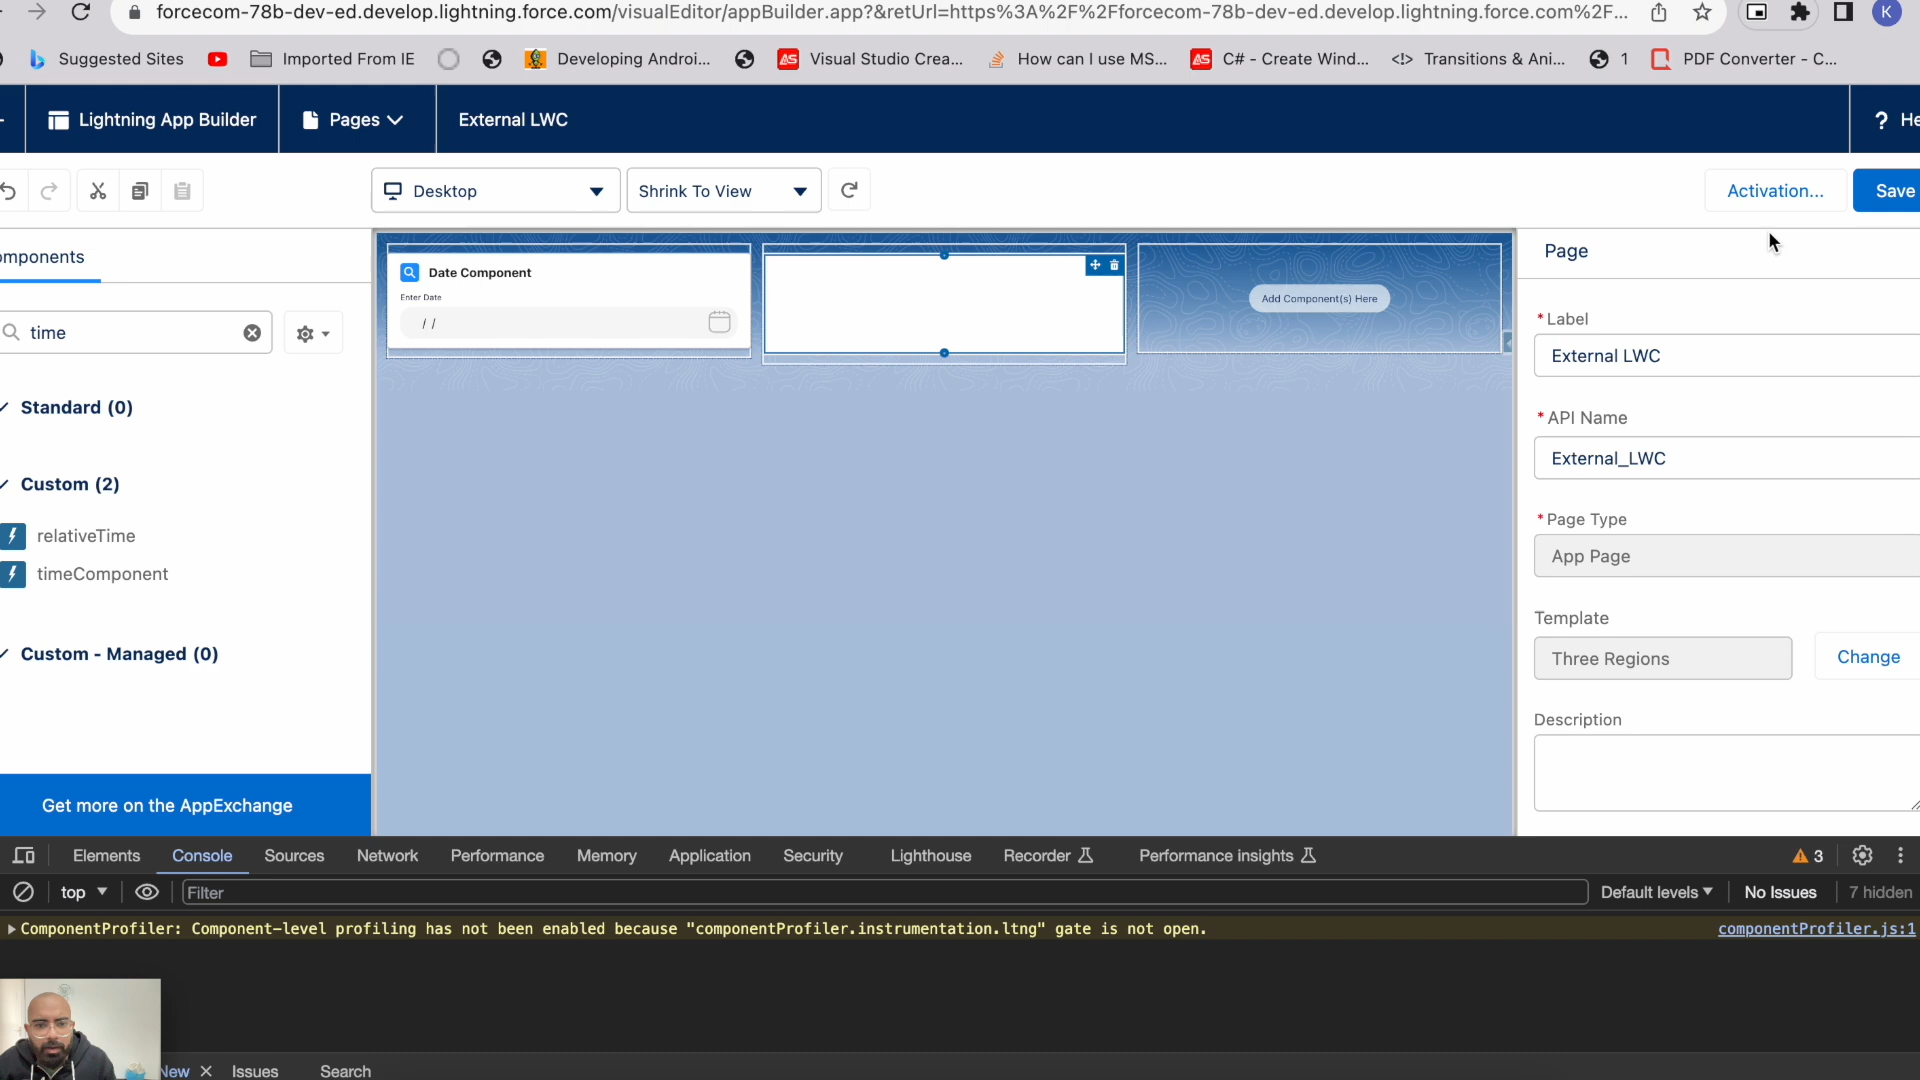 forcecom-78b-dev-ed.develop.lightning.force.com/visualEditor/appBuilder.app?&retUrl=https%3A%2F%2Fforcecom-78b-dev-ed.develop.lightning.force.com%2F...
K
Suggested Sites
Imported From IE
Developing Androi...
Visual Studio Crea...
How can I use MS...
C# - Create Wind...
Transitions & Ani...
1
PDF Converter - C...
Lightning App Builder
Pages
External LWC
? He
Desktop
Shrink To View
Activation...
Save
omponents
time
Standard (0)
Custom (2)
relativeTime
timeComponent
Custom - Managed (0)
Get more on the AppExchange
Date Component
Enter Date
/ /
Add Component(s) Here
Page
* Label
External LWC
* API Name
External_LWC
* Page Type
App Page
Template
Three Regions
Change
Description
Elements
Console
Sources
Network
Performance
Memory
Application
Security
Lighthouse
Recorder
Performance insights
3
top
Filter
Default levels
No Issues
7 hidden
ComponentProfiler: Component-level profiling has not been enabled because "componentProfiler.instrumentation.ltng" gate is not open.
componentProfiler.js:1
New
Issues
Search